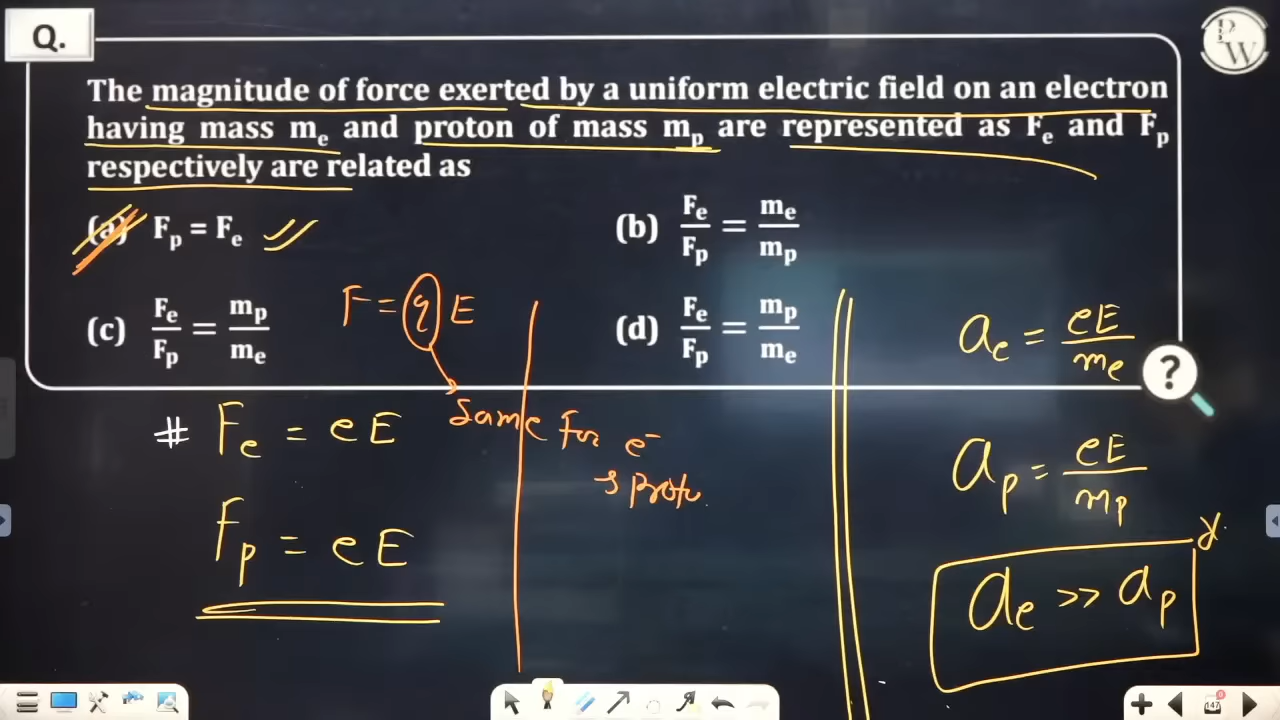 Q.
PW
The magnitude of force exerted by a uniform electric field on an electron
having mass mₑ and proton of mass mₚ are represented as Fₑ and Fₚ
respectively are related as
(a) Fₚ = Fₑ
(b) Fₑ/Fₚ = mₑ/mₚ
(c) Fₑ/Fₚ = mₚ/mₑ
(d) Fₑ/Fₚ = mₚ/mₑ
?
F = qE
Same for e⁻
# Fₑ = eE
Fₚ = eE
aₑ = eE/mₑ
aₚ = eE/mₚ
aₑ >> aₚ
147